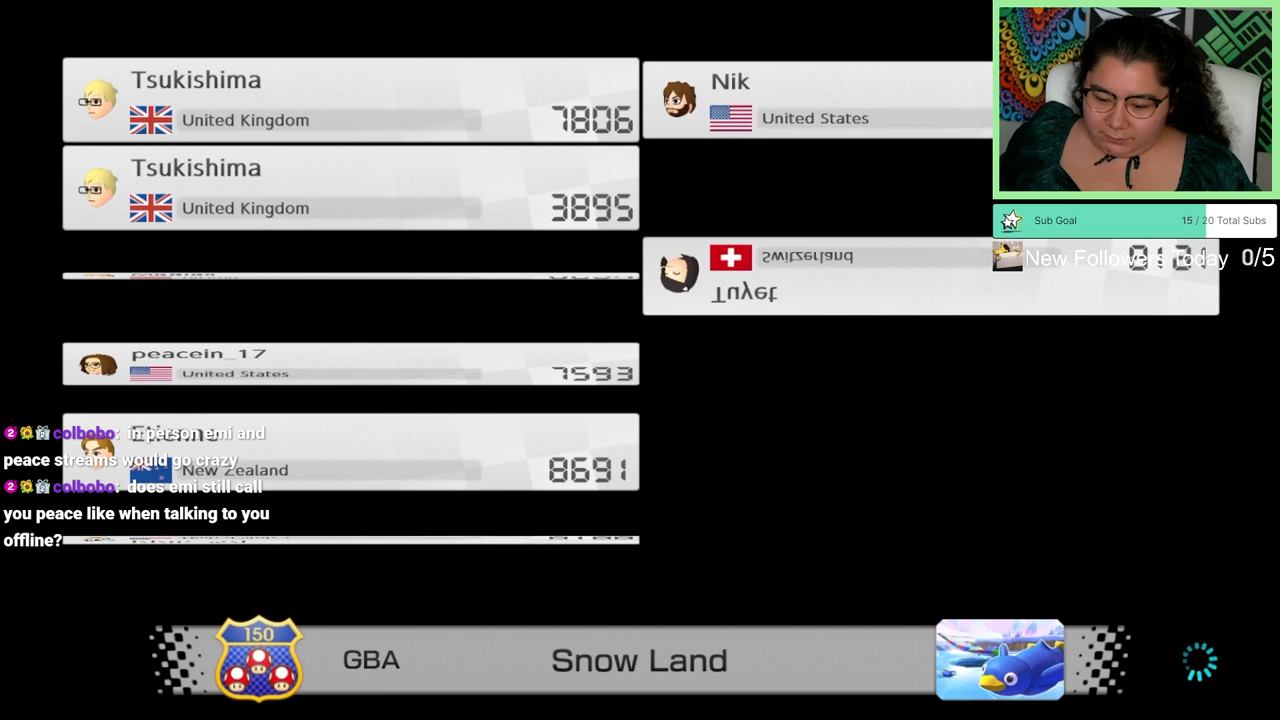 Tsukishima
United Kingdom
7806
Nik
United States
Tsukishima
United Kingdom
3895
Sub Goal
15 / 20 Total Subs
New Followers Today 0/5
Switzerland
8131
Tuyet
peacein_17
United States
7593
Etienne
New Zealand
8691
colbobo: in person emi and
peace streams would go crazy
colbobo: does emi still call
you peace like when talking to you
offline?
150
GBA
Snow Land